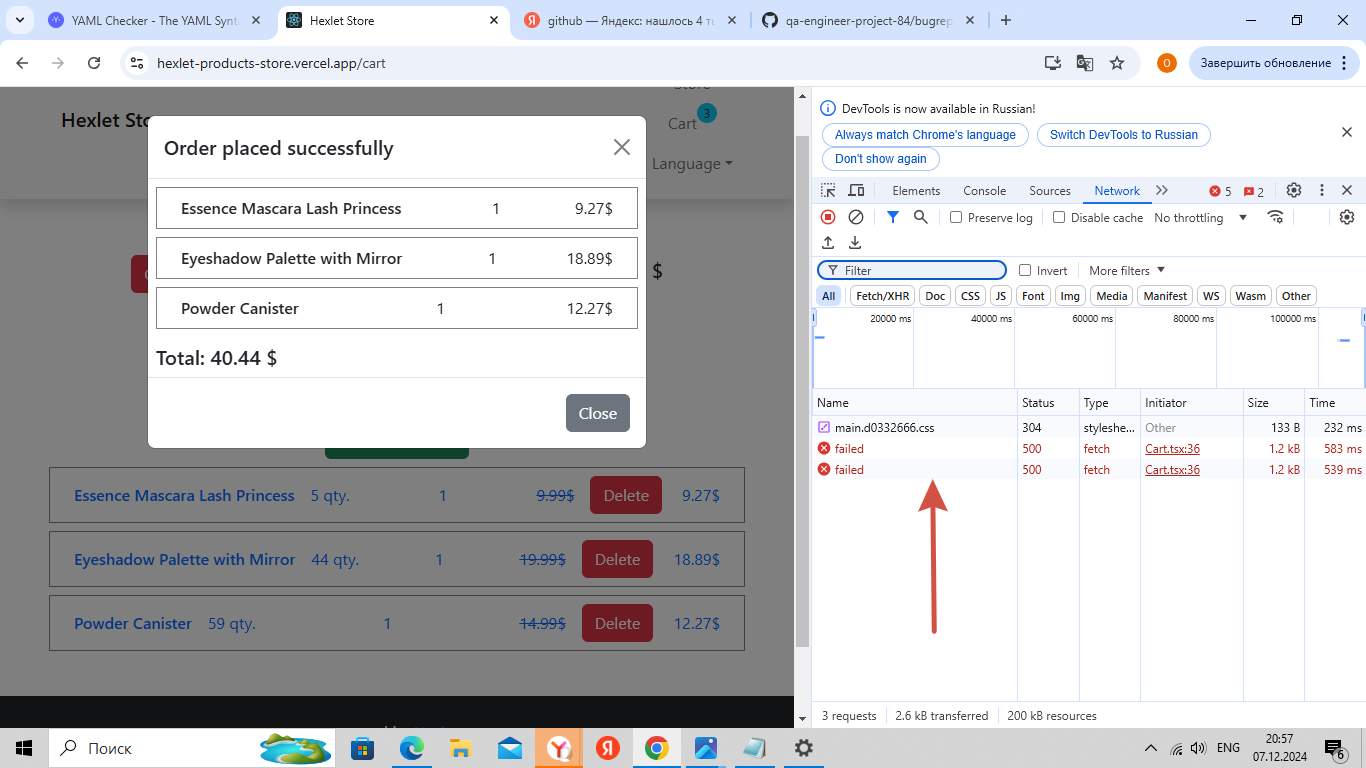 YAML Checker - The YAML Synt
Hexlet Store
github — Яндекс: нашлось 4 ть
qa-engineer-project-84/bugrep
hexlet-products-store.vercel.app/cart
O
Завершить обновление
Store
Hexlet Sto
Cart
3
Language
Order placed successfully
Essence Mascara Lash Princess 1 9.27$
Eyeshadow Palette with Mirror 1 18.89$
Powder Canister 1 12.27$
Total: 40.44 $
Close
$
Essence Mascara Lash Princess 5 qty. 1 9.99$ Delete 9.27$
Eyeshadow Palette with Mirror 44 qty. 1 19.99$ Delete 18.89$
Powder Canister 59 qty. 1 14.99$ Delete 12.27$
DevTools is now available in Russian!
Always match Chrome's language Switch DevTools to Russian
Don't show again
Elements Console Sources Network 5 2
Preserve log Disable cache No throttling
Filter Invert More filters
All Fetch/XHR Doc CSS JS Font Img Media Manifest WS Wasm Other
20000 ms 40000 ms 60000 ms 80000 ms 100000 ms
Name Status Type Initiator Size Time
main.d0332666.css 304 styleshe... Other 133 B 232 ms
failed 500 fetch Cart.tsx:36 1.2 kB 583 ms
failed 500 fetch Cart.tsx:36 1.2 kB 539 ms
3 requests 2.6 kB transferred 200 kB resources
Поиск
ENG
20:57
07.12.2024
6